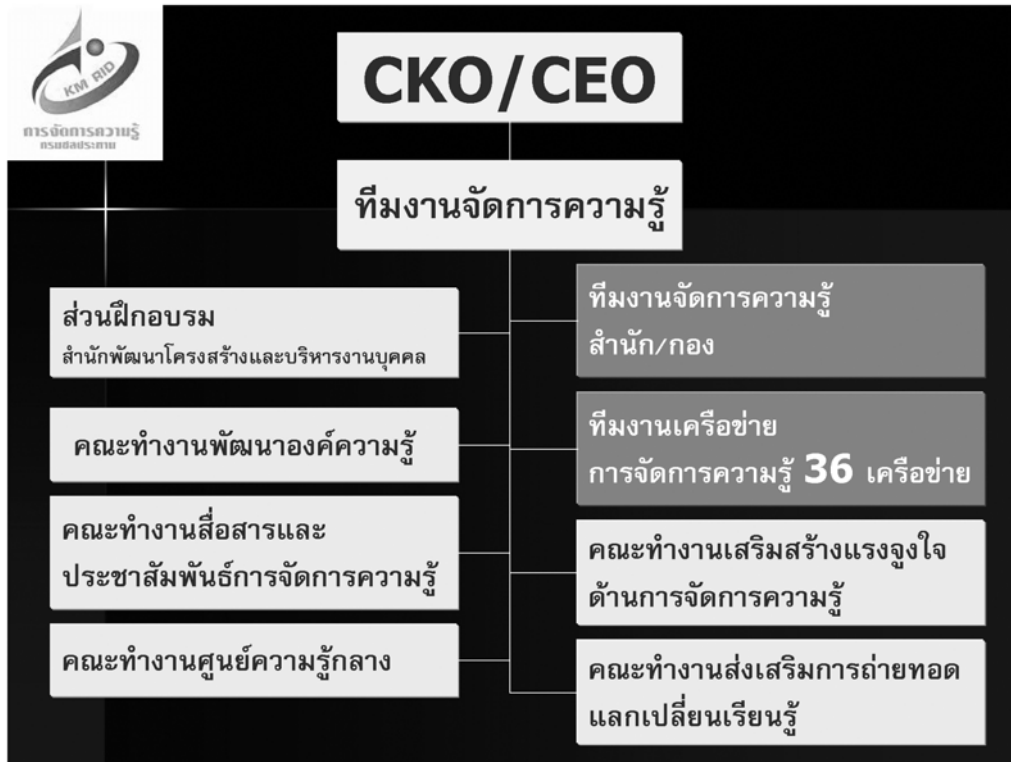 KM RID
การจัดการความรู้
กรมชลประทาน
CKO/CEO
ทีมงานจัดการความรู้
ส่วนฝึกอบรม
สำนักพัฒนาโครงสร้างและบริหารงานบุคคล
คณะทำงานพัฒนาองค์ความรู้
คณะทำงานสื่อสารและ
ประชาสัมพันธ์การจัดการความรู้
คณะทำงานศูนย์ความรู้กลาง
ทีมงานจัดการความรู้
สำนัก/กอง
ทีมงานเครือข่าย
การจัดการความรู้ 36 เครือข่าย
คณะทำงานเสริมสร้างแรงจูงใจ
ด้านการจัดการความรู้
คณะทำงานส่งเสริมการถ่ายทอด
แลกเปลี่ยนเรียนรู้